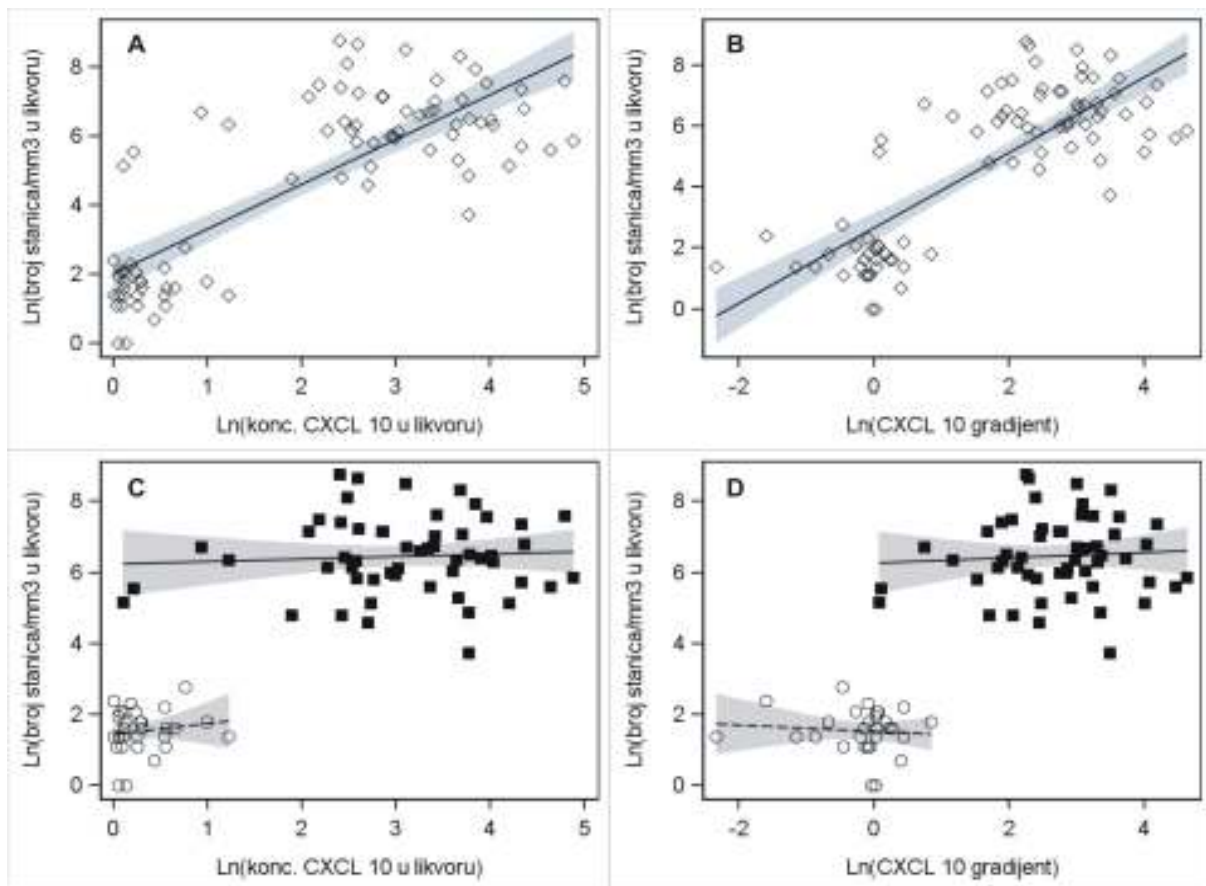 A
Ln(broj stanica/mm3 u likvoru)
8
6
4
2
0
0 1 2 3 4 5
Ln(konc. CXCL 10 u likvoru)
B
Ln(broj stanica/mm3 u likvoru)
8
6
4
2
0
-2 0 2 4
Ln(CXCL 10 gradijent)
C
Ln(broj stanica/mm3 u likvoru)
8
6
4
2
0
0 1 2 3 4 5
Ln(konc. CXCL 10 u likvoru)
D
Ln(broj stanica/mm3 u likvoru)
8
6
4
2
0
-2 0 2 4
Ln(CXCL 10 gradijent)